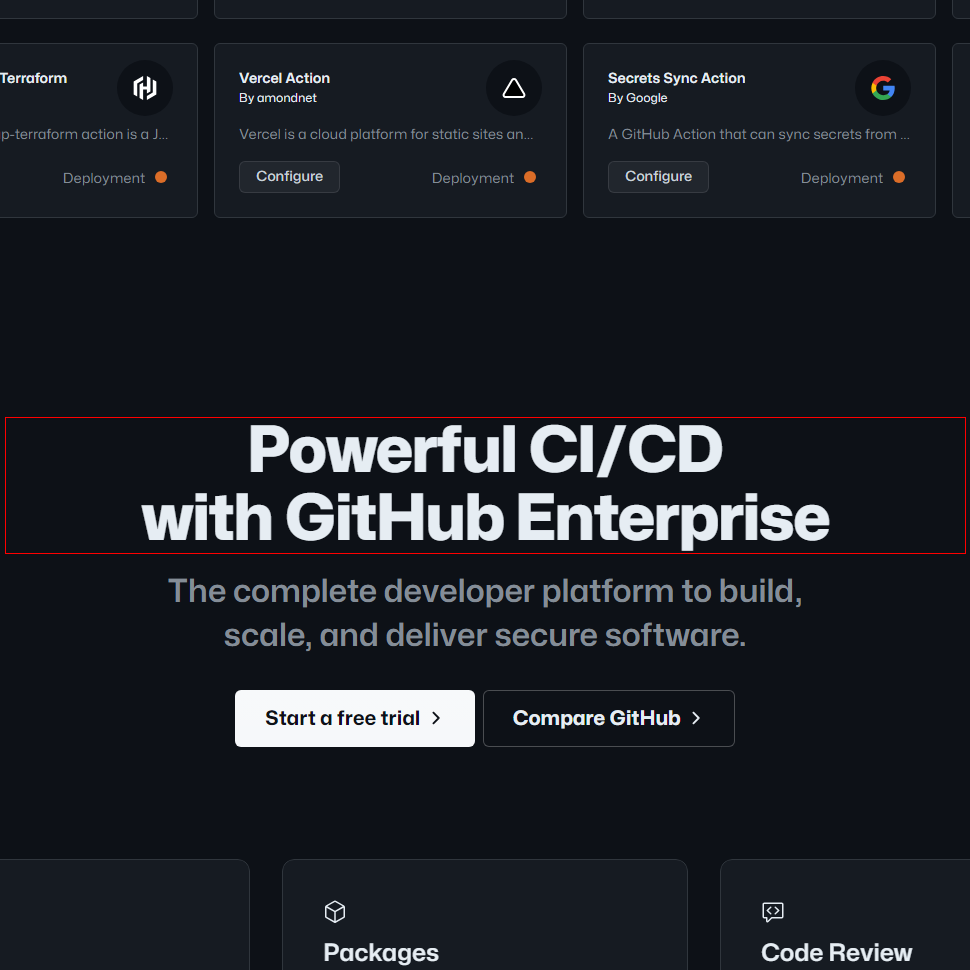 Terraform
p-terraform action is a J...
Deployment
Vercel Action
By amondnet
Vercel is a cloud platform for static sites an...
Configure
Deployment
Secrets Sync Action
By Google
A GitHub Action that can sync secrets from ...
Configure
Deployment
Powerful CI/CD
with GitHub Enterprise
The complete developer platform to build,
scale, and deliver secure software.
Start a free trial
Compare GitHub
Packages
Code Review